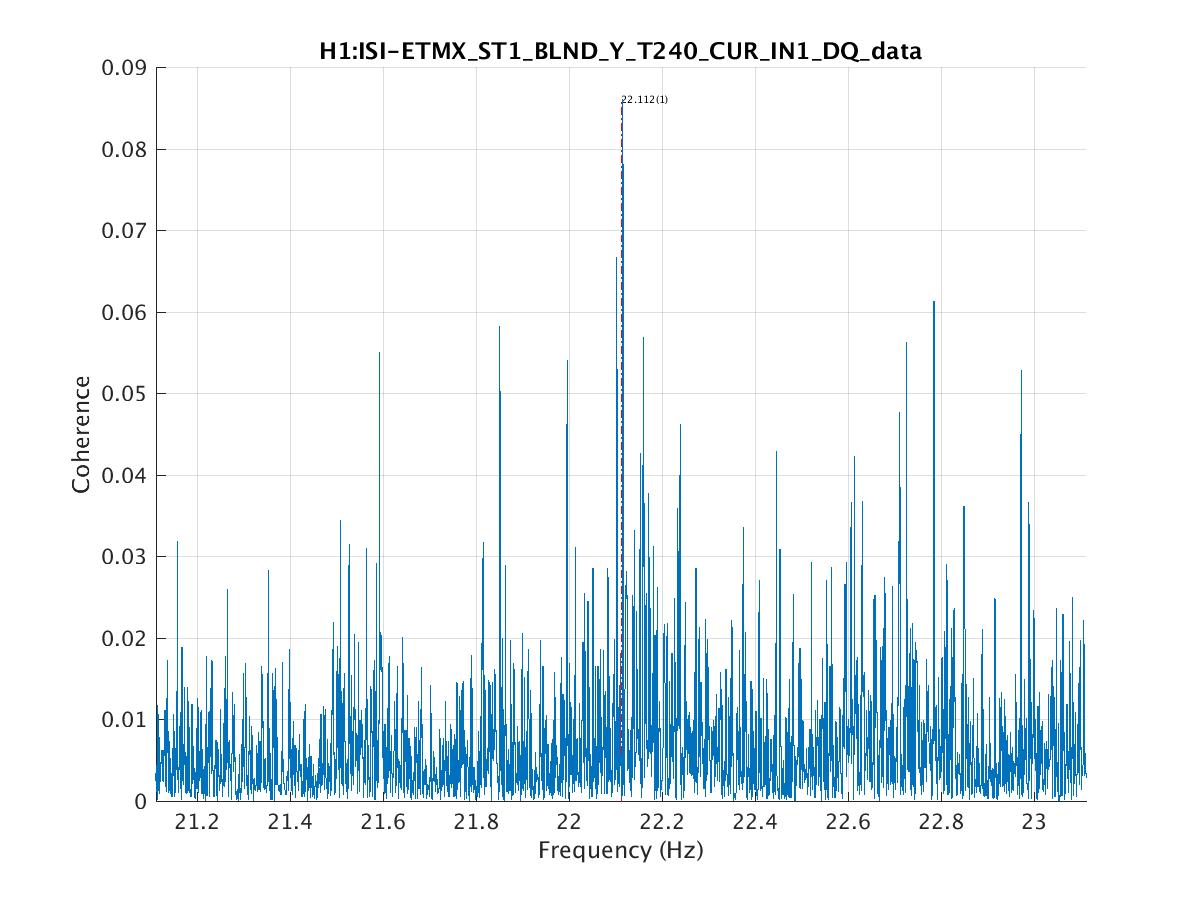 H1:ISI-ETMX_ST1_BLND_Y_T240_CUR_IN1_DQ_data
0.09
22.112(1)
0.08
0.07
0.06
0.05
Coherence
0.04
0.03
0.02
0.01
0
21.2 21.4 21.6 21.8 22 22.2 22.4 22.6 22.8 23
Frequency (Hz)